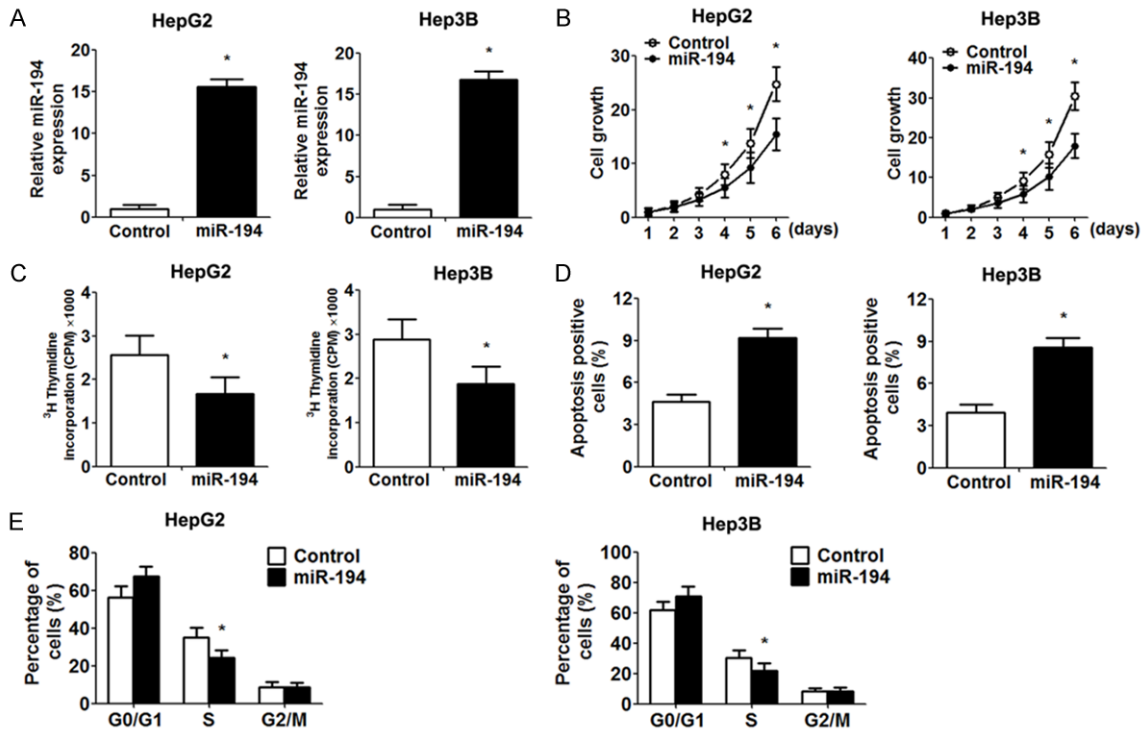 A
HepG2
Relative miR-194
expression
20
15
10
5
0
*
Control
miR-194
Hep3B
Relative miR-194
expression
20
15
10
5
0
*
Control
miR-194
B
HepG2
Control
miR-194
Cell growth
30
20
10
0
* * *
1 2 3 4 5 6 (days)
Hep3B
Control
miR-194
Cell growth
40
30
20
10
0
* * *
1 2 3 4 5 6 (days)
C
HepG2
³H Thymidine
incorporation (CPM) ×1000
4
3
2
1
0
*
Control
miR-194
Hep3B
³H Thymidine
incorporation (CPM) ×1000
4
3
2
1
0
*
Control
miR-194
D
HepG2
Apoptosis positive
cells (%)
12
9
6
3
0
*
Control
miR-194
Hep3B
Apoptosis positive
cells (%)
12
9
6
3
0
*
Control
miR-194
E
HepG2
Control
miR-194
Percentage of
cells (%)
80
60
40
20
0
*
G0/G1 S G2/M
Hep3B
Control
miR-194
Percentage of
cells (%)
100
80
60
40
20
0
*
G0/G1 S G2/M